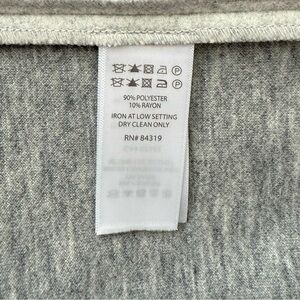 90% POLYESTER
10% RAYON
IRON AT LOW SETTING
DRY CLEAN ONLY
RN# 84319